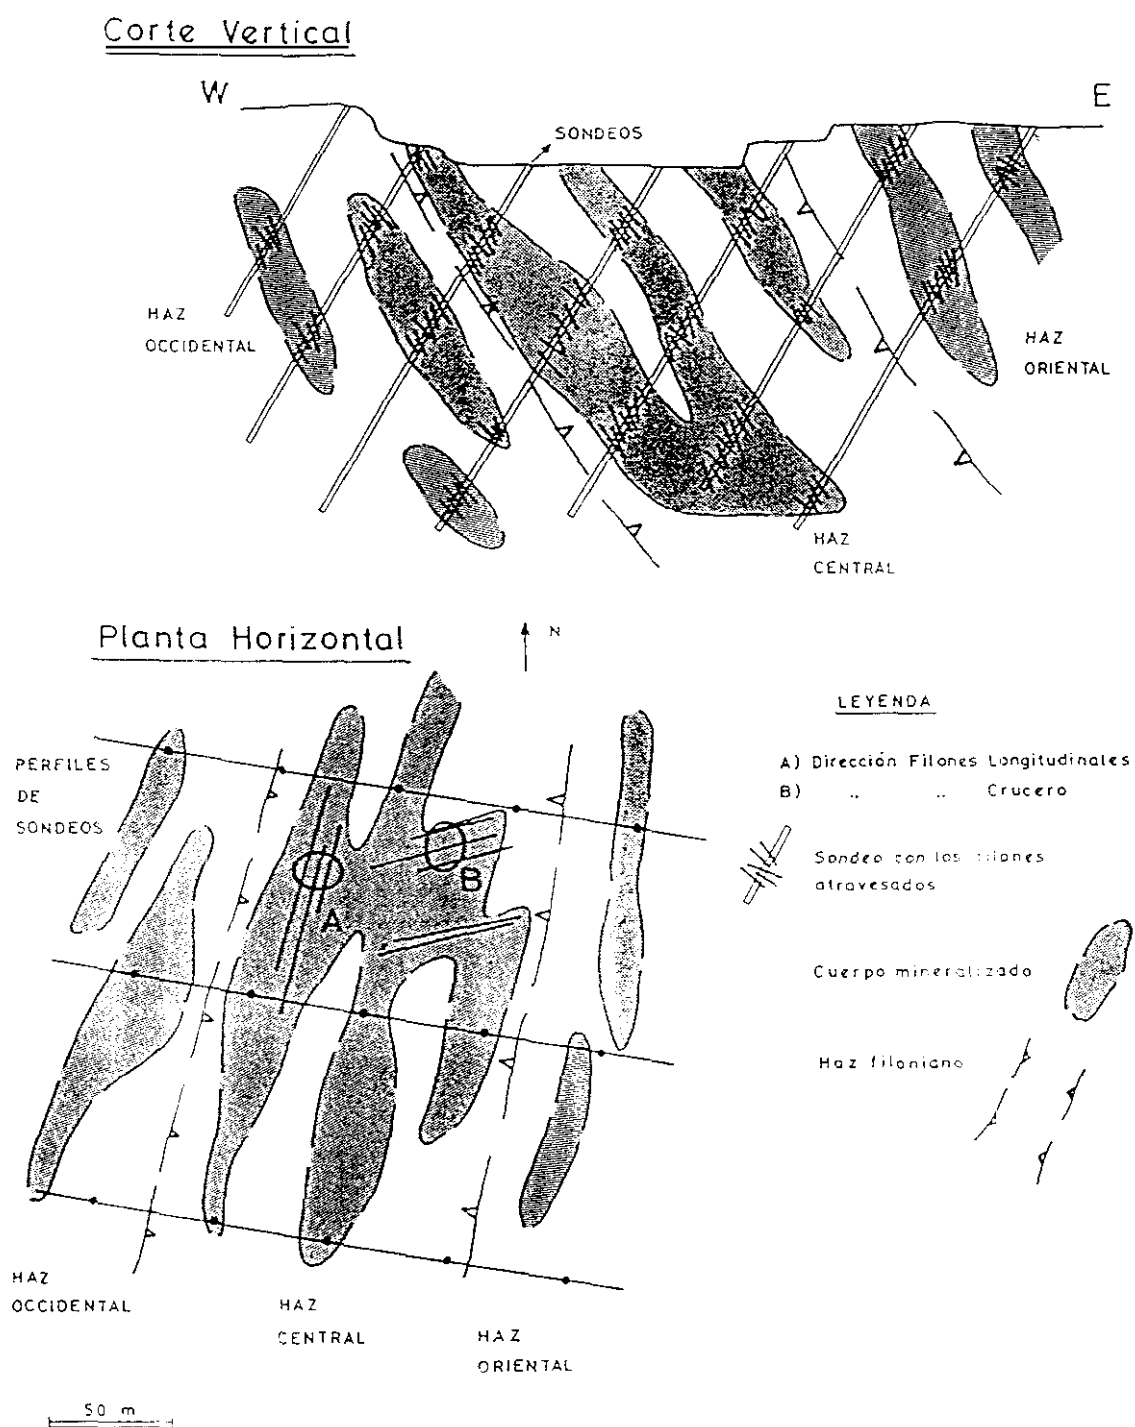 Corte Vertical
W
E
SONDEOS
HAZ
OCCIDENTAL
HAZ
ORIENTAL
HAZ
CENTRAL
Planta Horizontal
N
PERFILES
DE
SONDEOS
A
B
LEYENDA
A) Dirección Filones Longitudinales
B) .. .. Crucero
Sondeo con los filones
atravesados
Cuerpo mineralizado
Haz filoniano
HAZ
OCCIDENTAL
HAZ
CENTRAL
HAZ
ORIENTAL
50 m